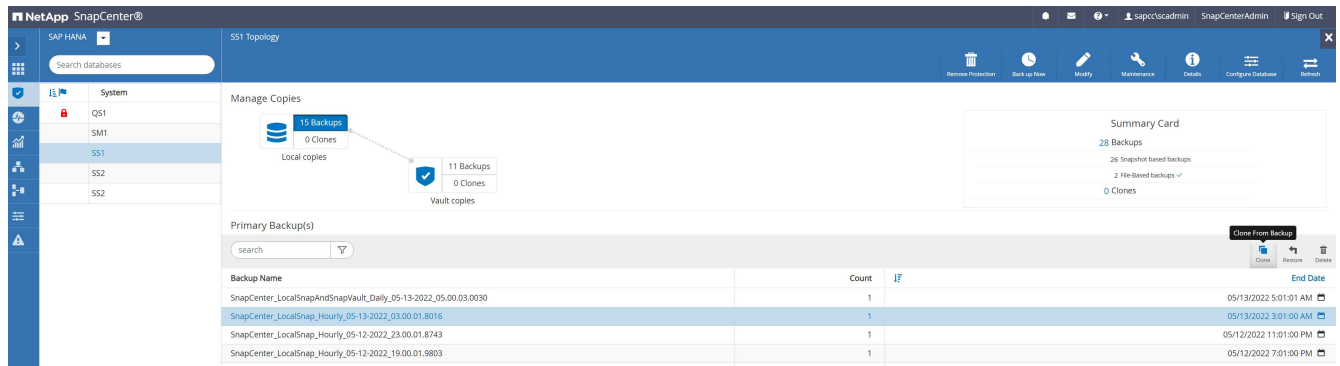 NetApp SnapCenter®
sapcc\scadmin SnapCenterAdmin Sign Out
SAP HANA
SS1 Topology
Search databases
Remove Protection Back up Now Modify Maintenance Details Configure Database Refresh
System
QS1
SM1
SS1
SS2
SS2
Manage Copies
15 Backups
0 Clones
Local copies
11 Backups
0 Clones
Vault copies
Summary Card
28 Backups
26 Snapshot based backups
2 File-Based backups
0 Clones
Primary Backup(s)
search
Clone From Backup
Clone Restore Delete
Backup Name Count End Date
SnapCenter_LocalSnapAndSnapVault_Daily_05-13-2022_05.00.03.0030 1 05/13/2022 5:01:01 AM
SnapCenter_LocalSnap_Hourly_05-13-2022_03.00.01.8016 1 05/13/2022 3:01:00 AM
SnapCenter_LocalSnap_Hourly_05-12-2022_23.00.01.8743 1 05/12/2022 11:01:00 PM
SnapCenter_LocalSnap_Hourly_05-12-2022_19.00.01.9803 1 05/12/2022 7:01:00 PM